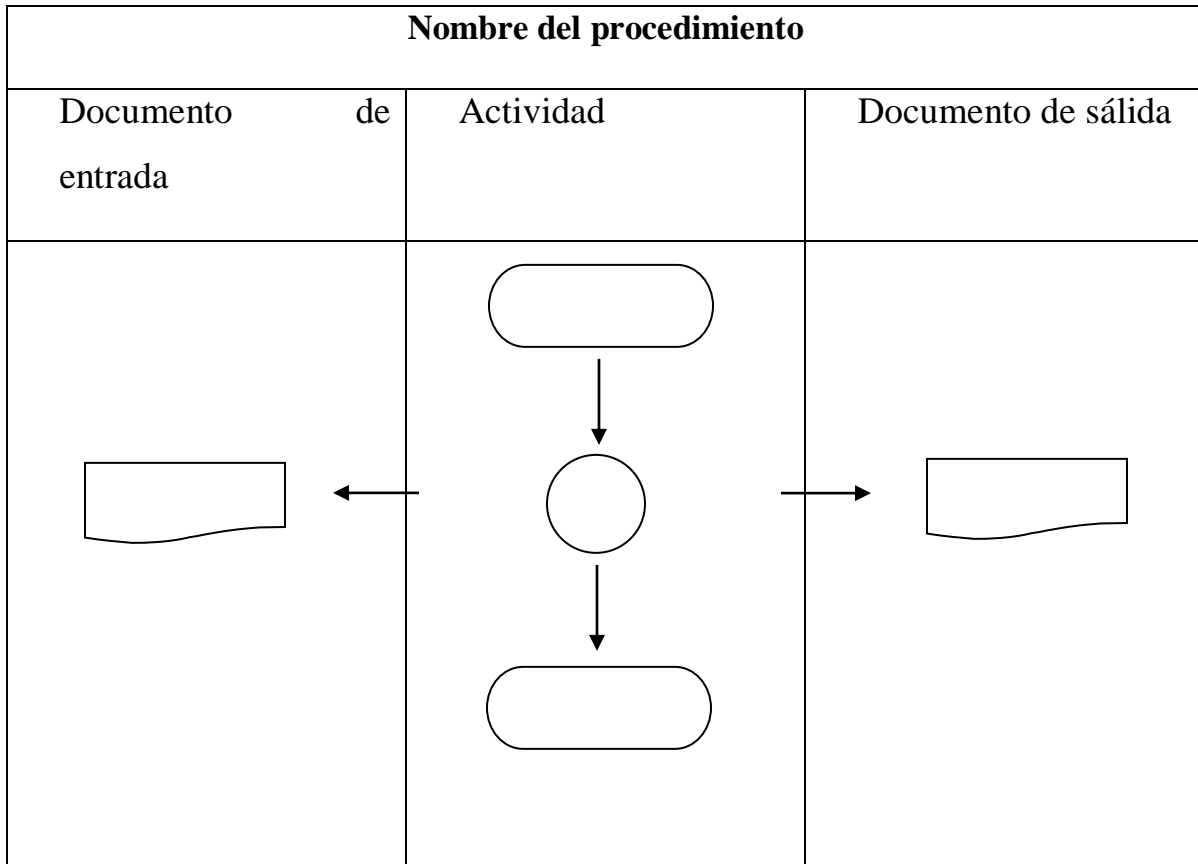 Nombre del procedimiento
Documento de
entrada
Actividad
Documento de sálida